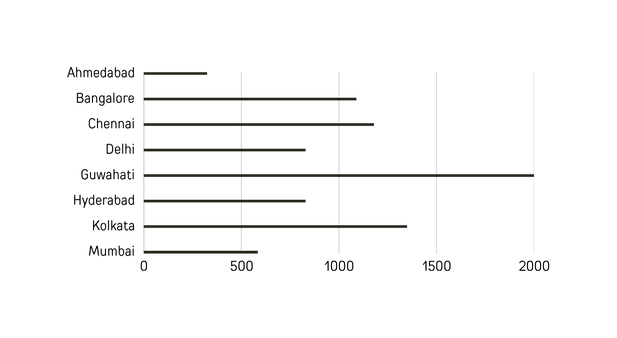 Ahmedabad
Bangalore
Chennai
Delhi
Guwahati
Hyderabad
Kolkata
Mumbai
0 500 1000 1500 2000